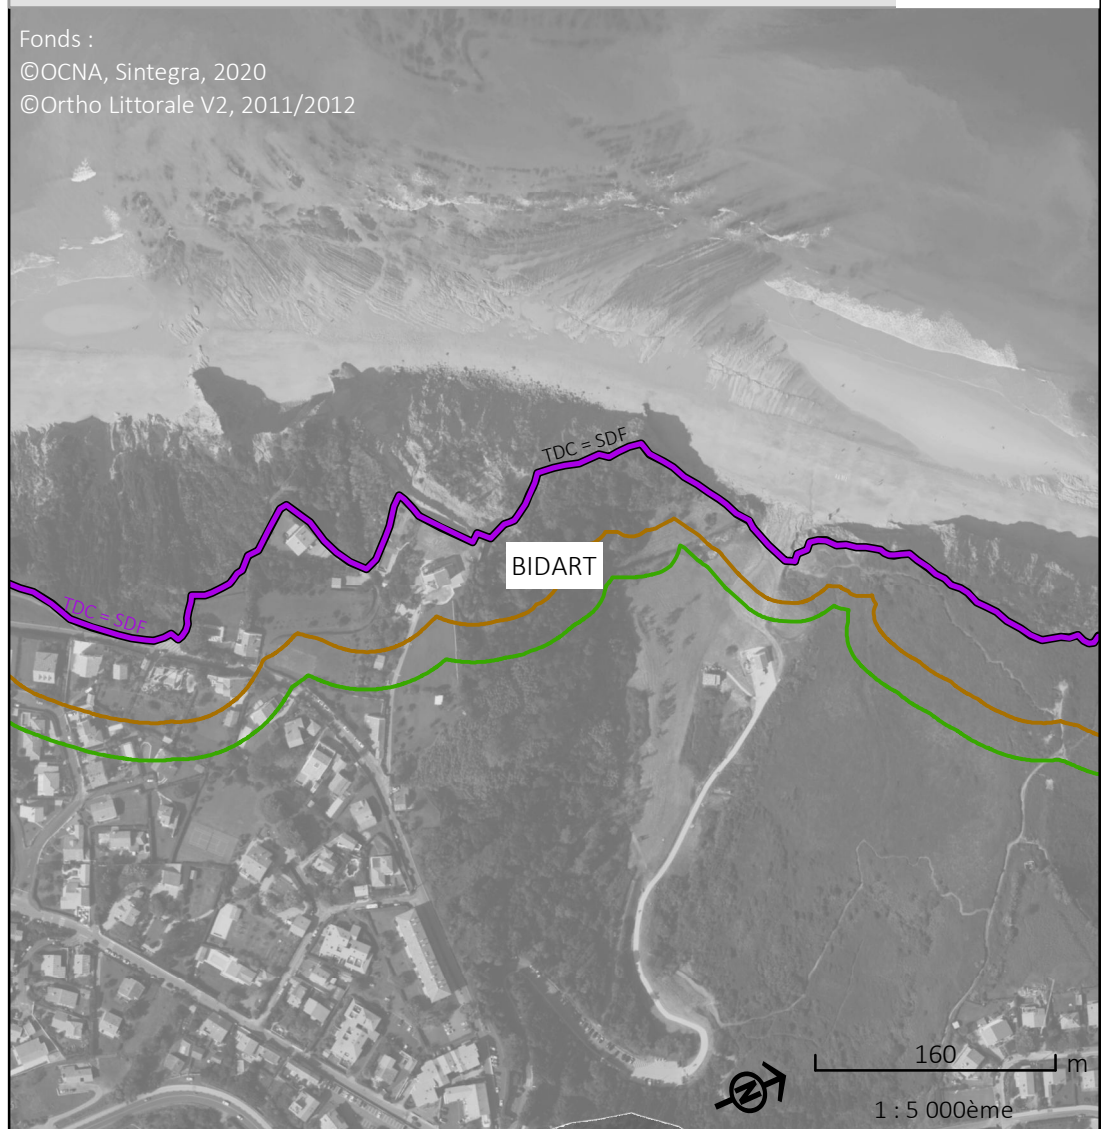 Fonds :
©OCNA, Sintegra, 2020
©Ortho Littorale V2, 2011/2012
TDC = SDF
BIDART
TDC = SDF
160
m
N
1 : 5 000ème